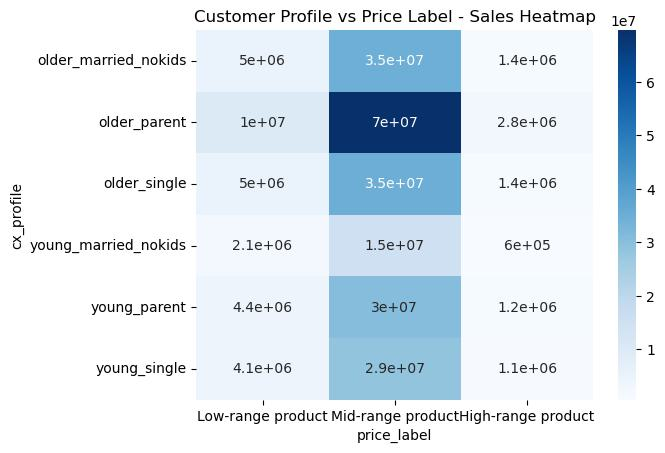 Customer Profile vs Price Label - Sales Heatmap
1e7
older_married_nokids 5e+06 3.5e+07 1.4e+06
7
older_parent 1e+07 7e+07 2.8e+06
6
5
older_single 5e+06 3.5e+07 1.4e+06
cx_profile
4
young_married_nokids 2.1e+06 1.5e+07 6e+05
3
young_parent 4.4e+06 3e+07 1.2e+06
2
young_single 4.1e+06 2.9e+07 1.1e+06
1
Low-range product Mid-range product High-range product
price_label